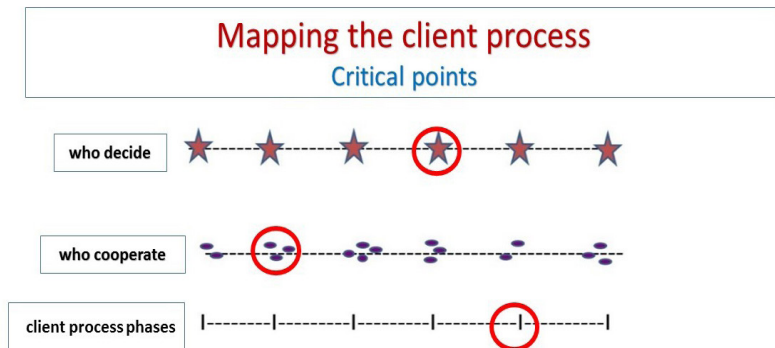 Mapping the client process
Critical points
who decide
who cooperate
client process phases